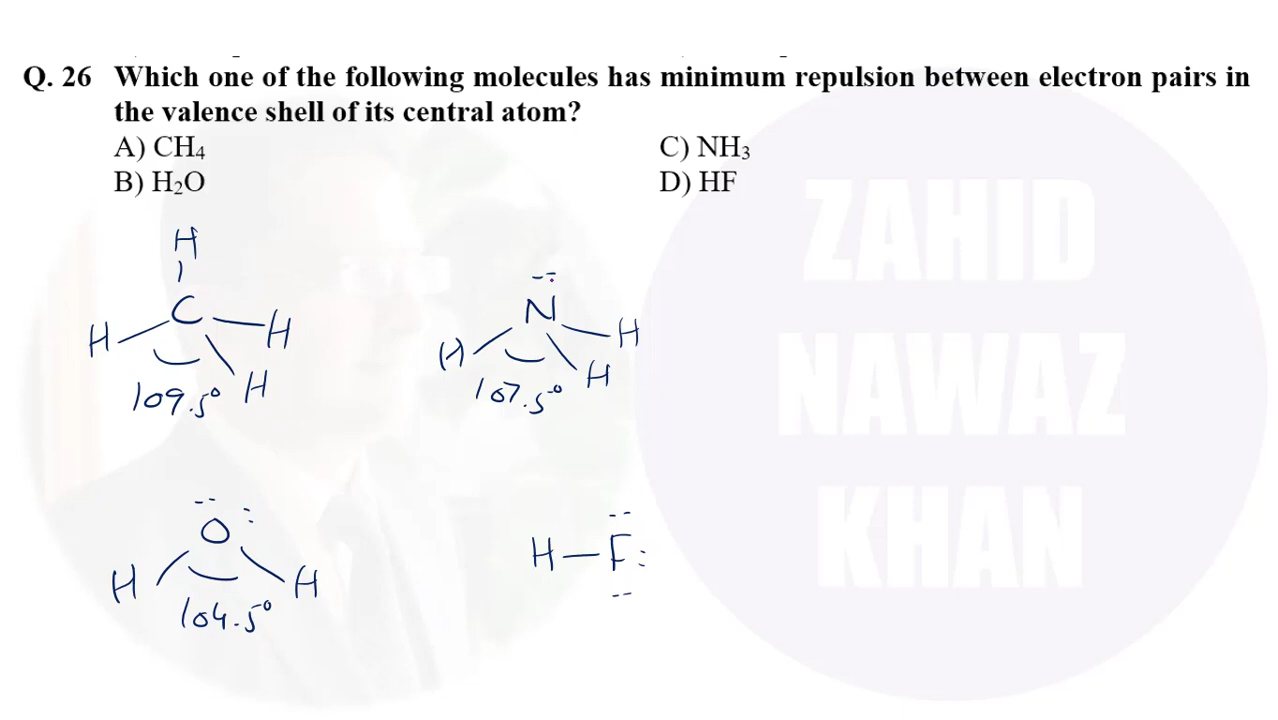 Q. 26 Which one of the following molecules has minimum repulsion between electron pairs in
the valence shell of its central atom?
A) CH₄ C) NH₃
B) H₂O D) HF
H
C
H H
H
109.5°
N
H H
H
107.5°
O
H H
104.5°
H—F:
ZAHID
NAWAZ
KHAN